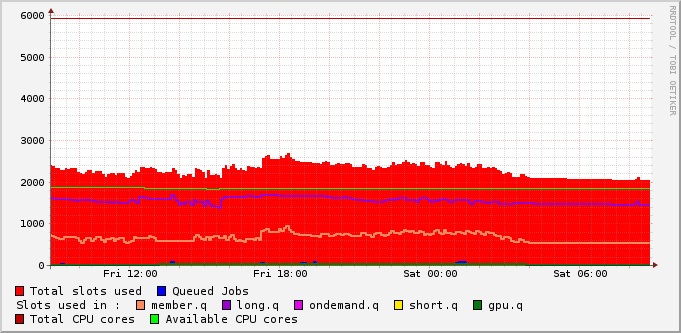 6000
5000
4000
3000
2000
1000
0
Fri 12:00 Fri 18:00 Sat 00:00 Sat 06:00
Total slots used Queued Jobs
Slots used in : member.q long.q ondemand.q short.q gpu.q
Total CPU cores Available CPU cores
RRDTOOL / TOBI OETIKER